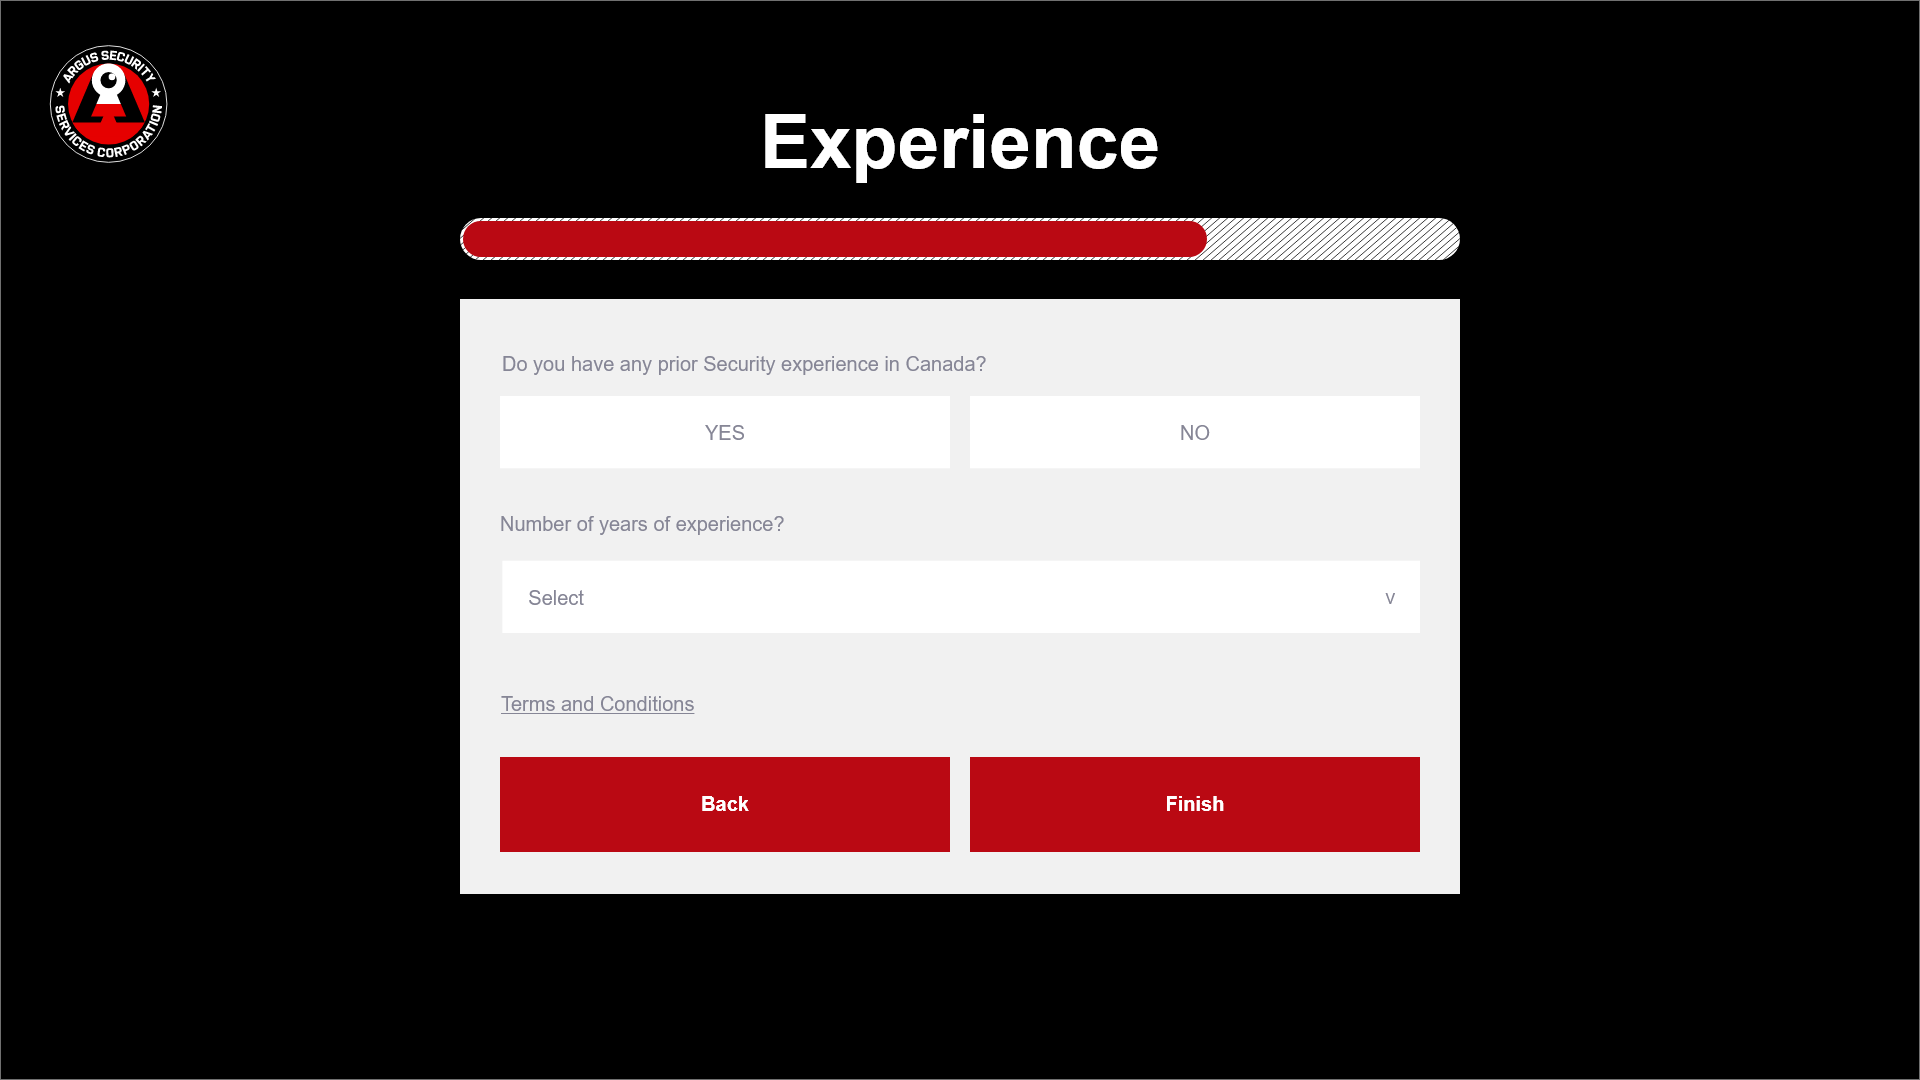 ARGUS SECURITY
SERVICES CORPORATION
Experience
Do you have any prior Security experience in Canada?
YES
NO
Number of years of experience?
Select
v
Terms and Conditions
Back
Finish